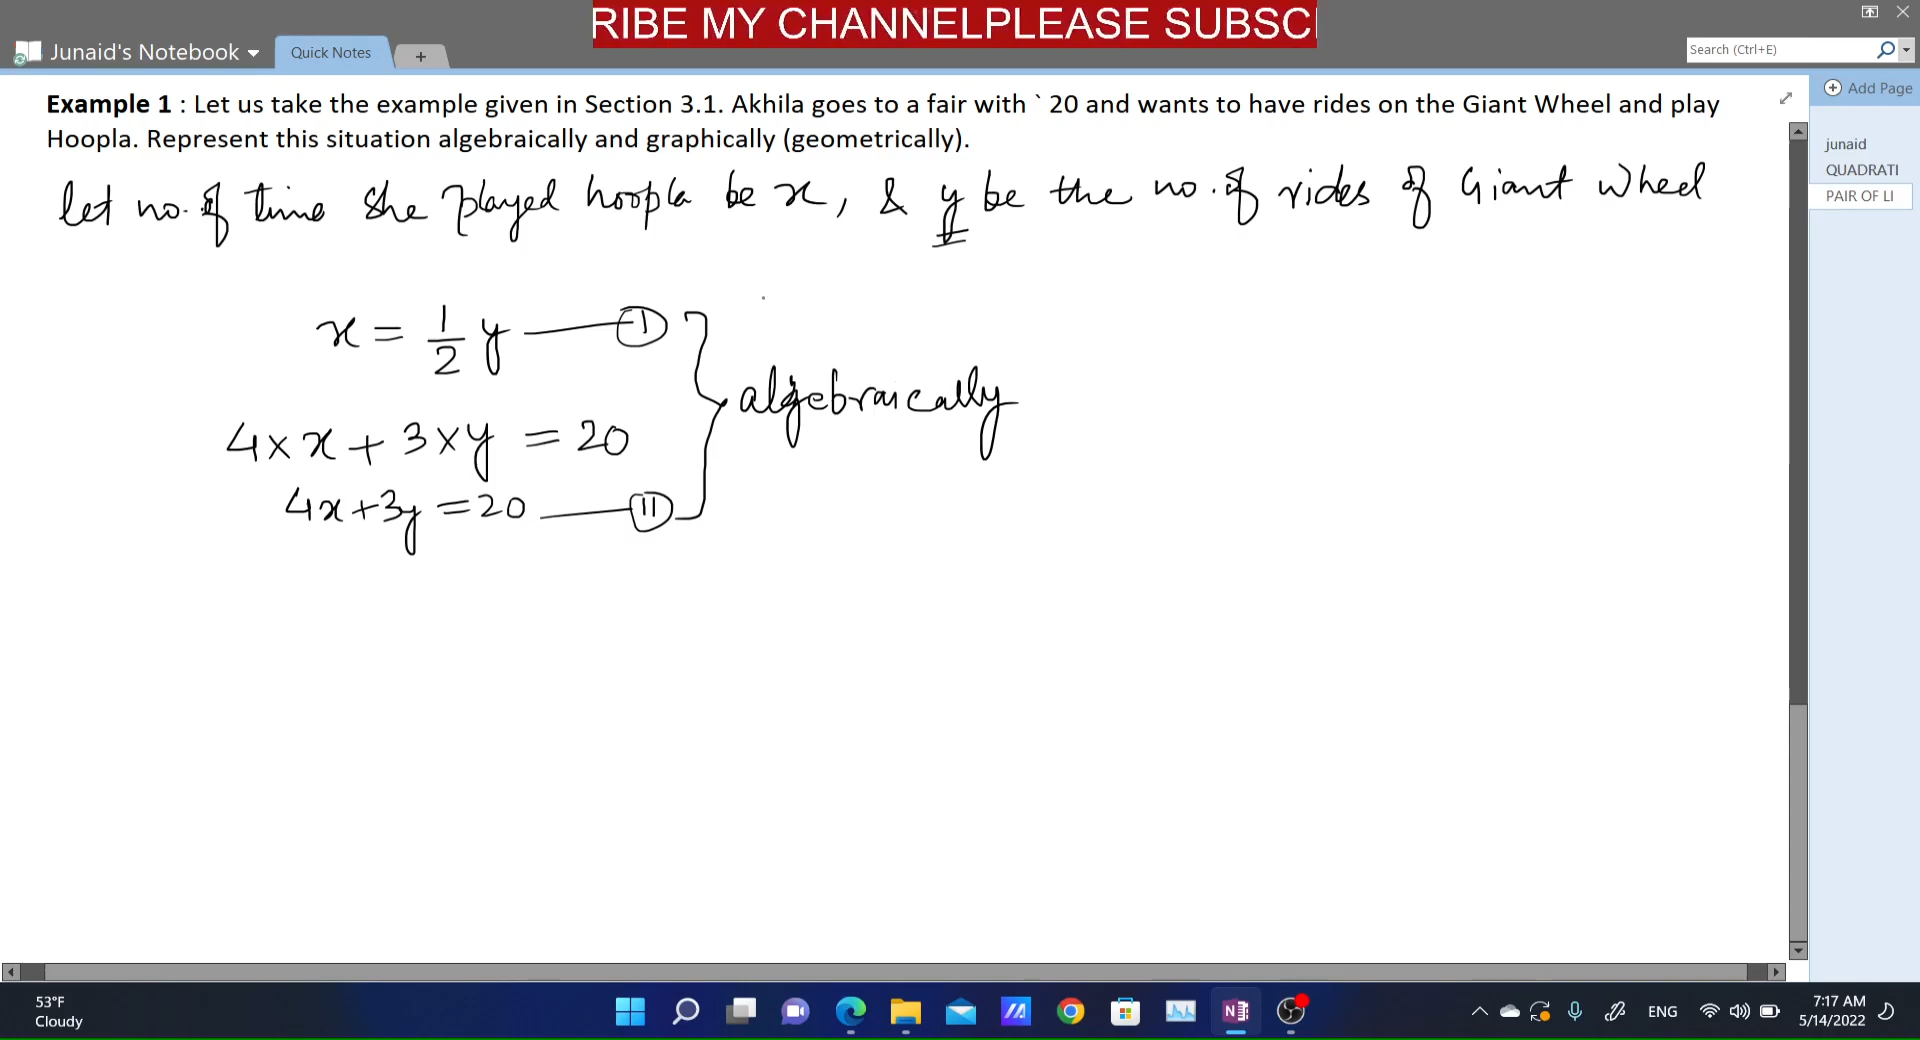 RIBE MY CHANNELPLEASE SUBSC
Junaid's Notebook
Quick Notes
+
Search (Ctrl+E)
Add Page
junaid
QUADRATI
PAIR OF LI
Example 1 : Let us take the example given in Section 3.1. Akhila goes to a fair with ` 20 and wants to have rides on the Giant Wheel and play
Hoopla. Represent this situation algebraically and graphically (geometrically).
let no. of time she played hoopla be x, & y be the no. of rides of Giant Wheel
x = 1/2 y —— I
4 × x + 3 × y = 20
4x + 3y = 20 —— II
algebraically
53°F
Cloudy
ENG
7:17 AM
5/14/2022